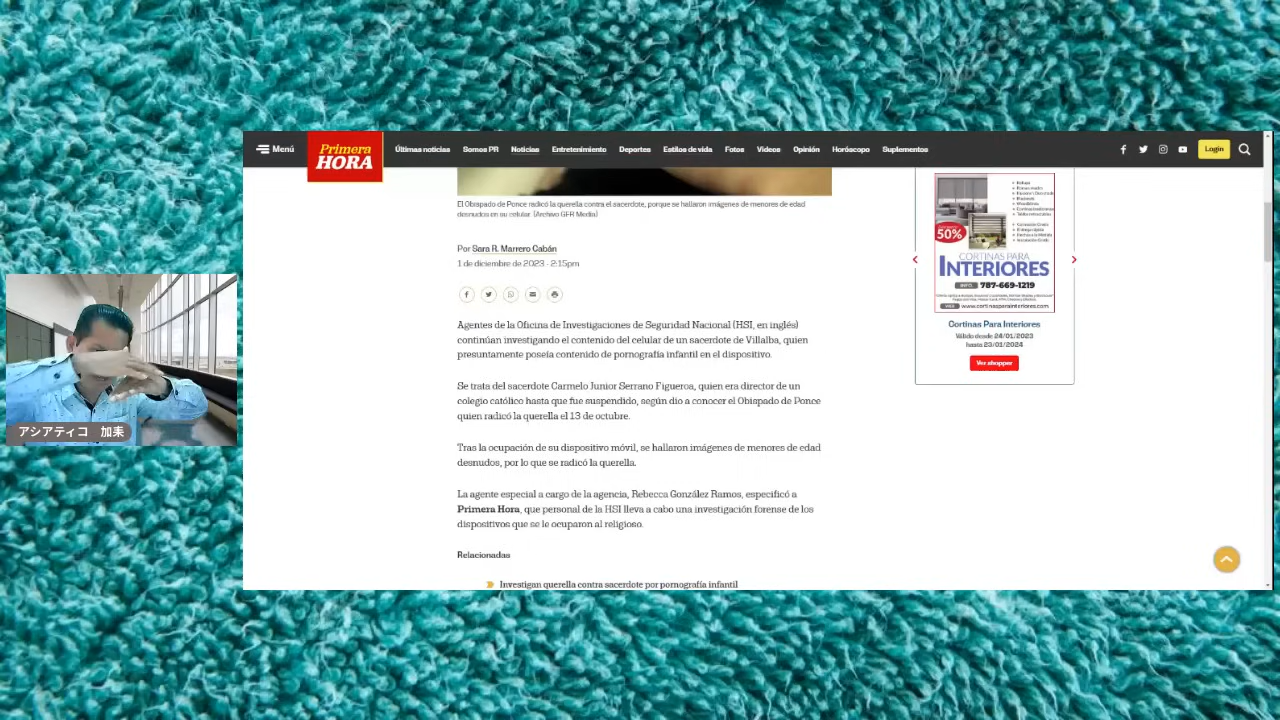 Menú
Primera
HORA
Últimas noticias
Somos PR
Noticias
Entretenimiento
Deportes
Estilos de vida
Fotos
Videos
Opinión
Horóscopo
Suplementos
Login
El Obispado de Ponce radicó la querella contra el sacerdote, porque se hallaron imágenes de menores de edad
desnudos en su celular. (Archivo GFR Media)
Por Sara R. Marrero Cabán
1 de diciembre de 2023 · 2:15pm
Agentes de la Oficina de Investigaciones de Seguridad Nacional (HSI, en inglés)
continúan investigando el contenido del celular de un sacerdote de Villalba, quien
presuntamente poseía contenido de pornografía infantil en el dispositivo.
Se trata del sacerdote Carmelo Junior Serrano Figueroa, quien era director de un
colegio católico hasta que fue suspendido, según dio a conocer el Obispado de Ponce
quien radicó la querella el 13 de octubre.
Tras la ocupación de su dispositivo móvil, se hallaron imágenes de menores de edad
desnudos, por lo que se radicó la querella.
La agente especial a cargo de la agencia, Rebecca González Ramos, especificó a
Primera Hora, que personal de la HSI lleva a cabo una investigación forense de los
dispositivos que se le ocuparon al religioso.
Relacionadas
Investigan querella contra sacerdote por pornografía infantil
50%
CORTINAS PARA
INTERIORES
INFO. 787-669-1219
WEB www.cortinasparainteriores.com
Cortinas Para Interiores
Válido desde 24/01/2023
hasta 23/01/2024
Ver shopper
アシアティコ 加耒